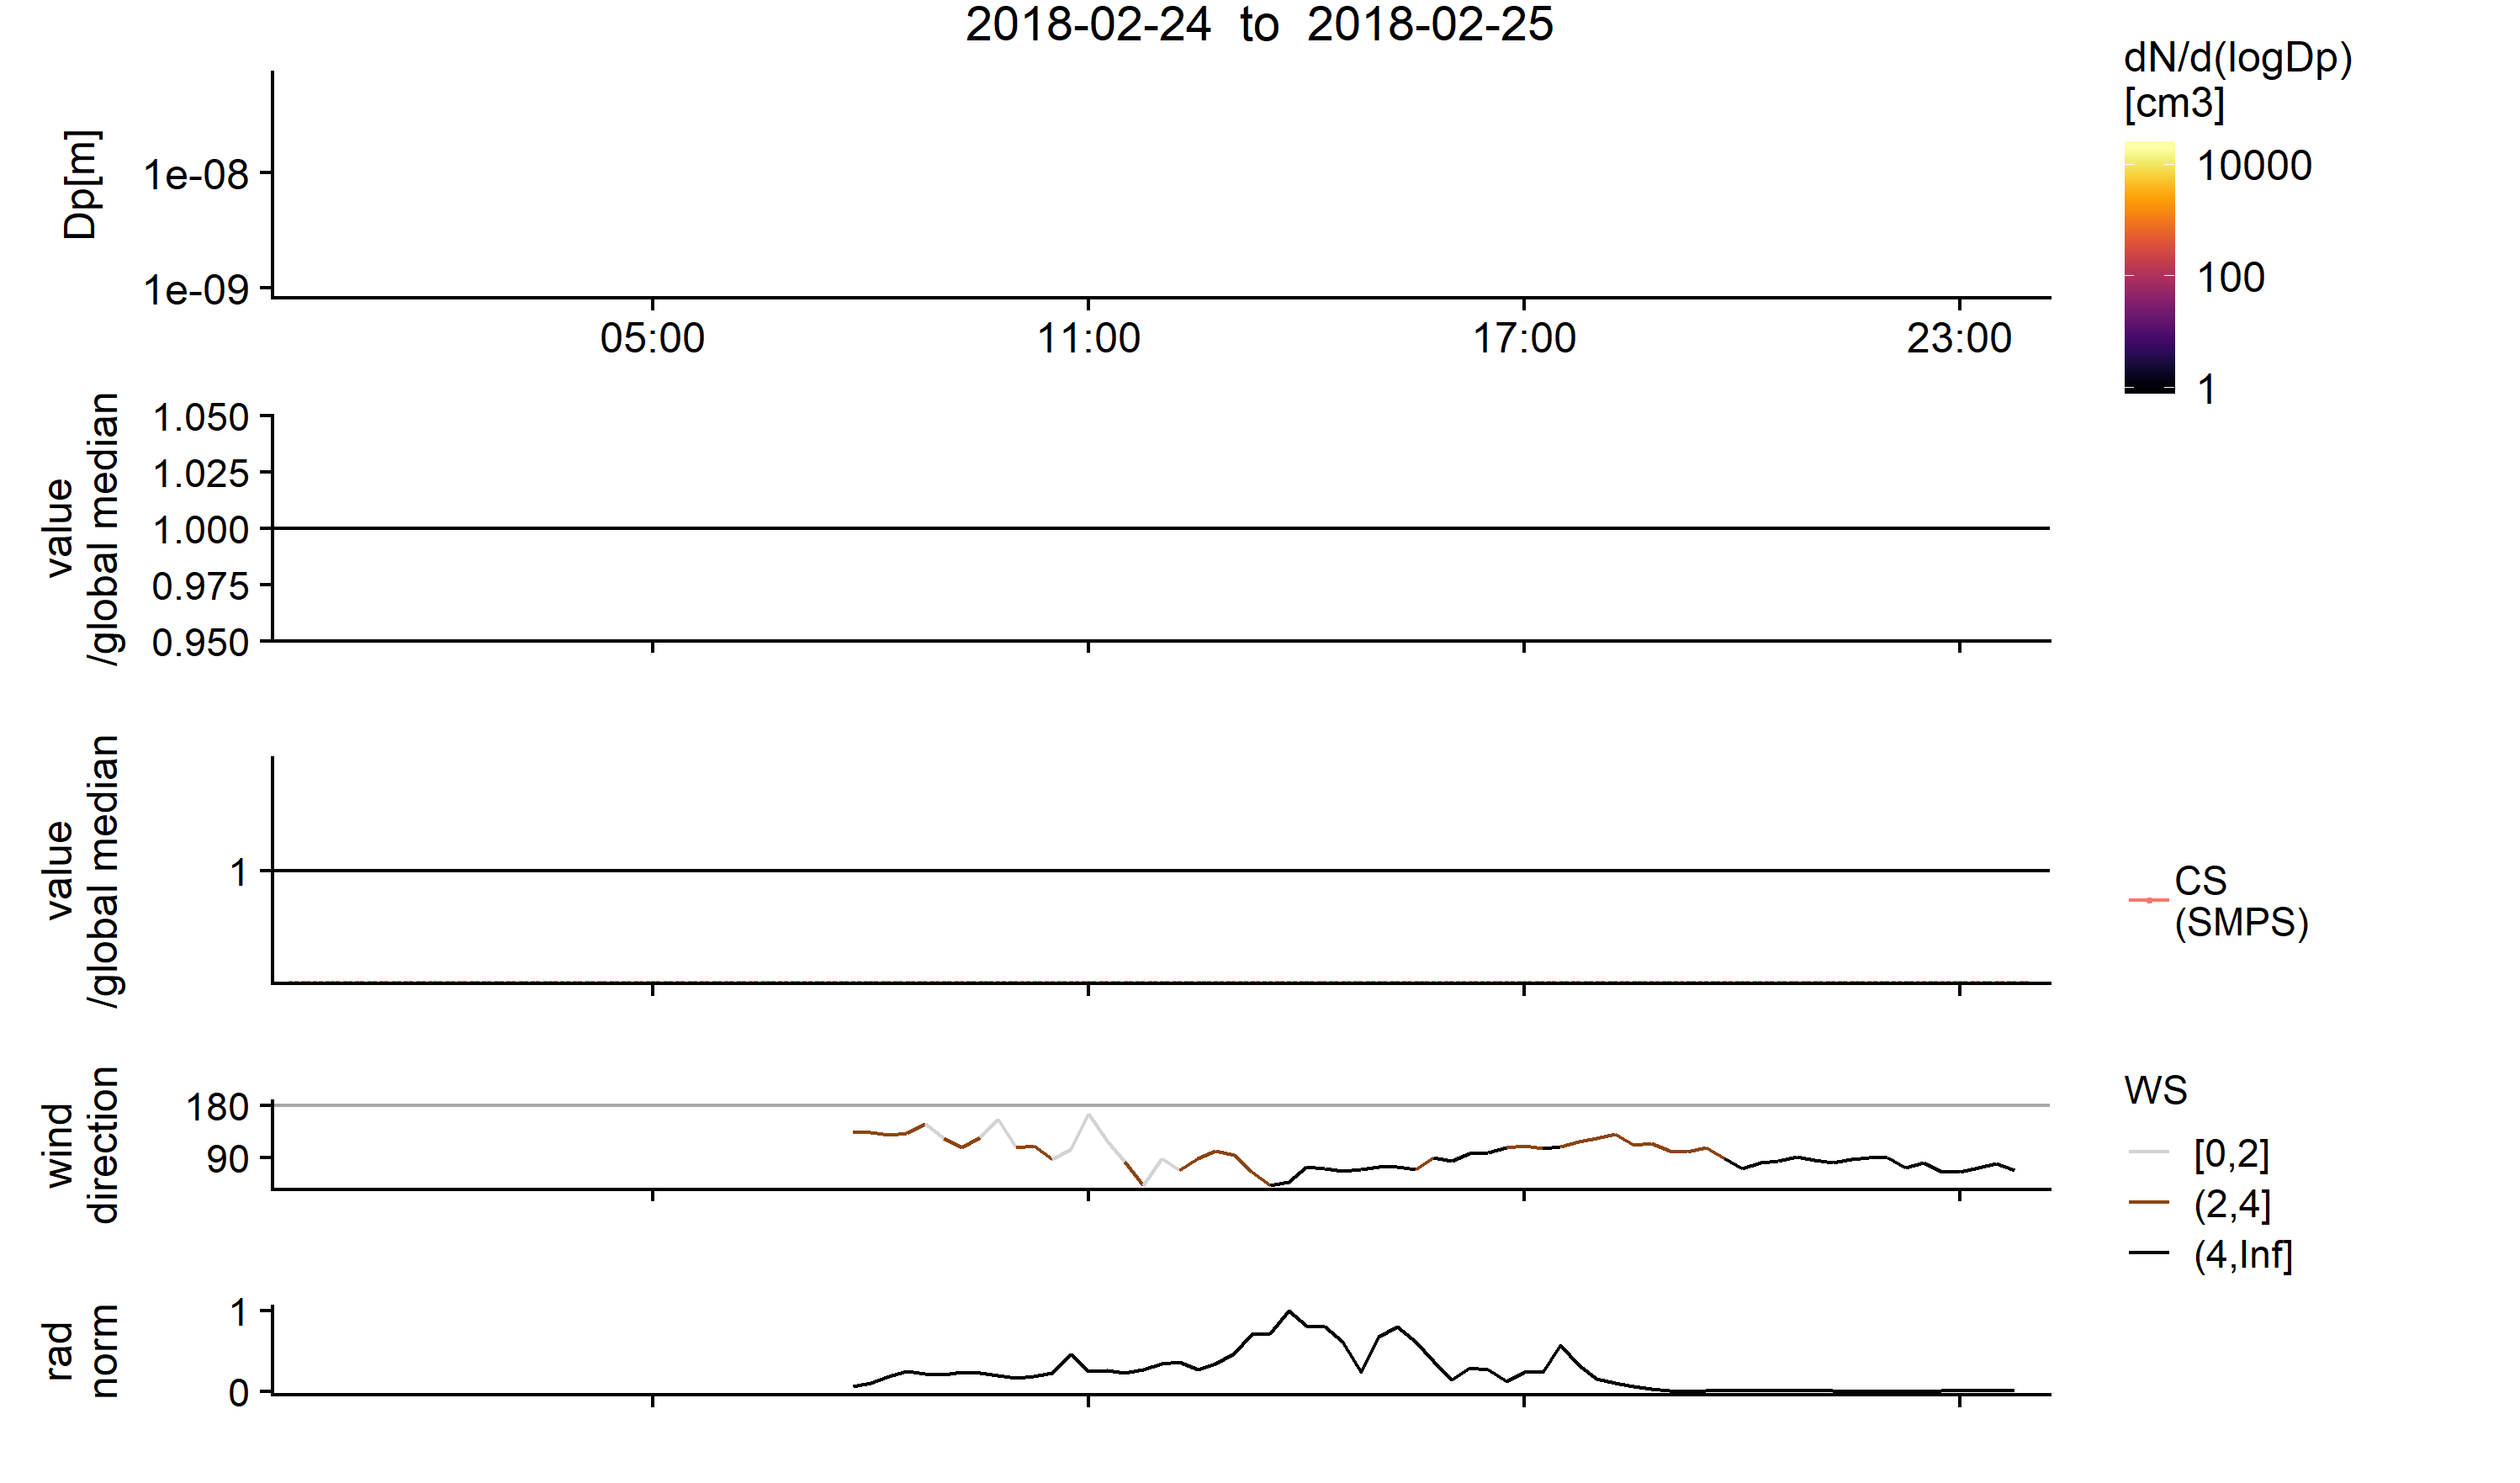 2018-02-24 to 2018-02-25
dN/d(logDp)
[cm3]
10000
100
1
Dp[m]
1e-08
1e-09
05:00
11:00
17:00
23:00
value
/global median
1.050
1.025
1.000
0.975
0.950
value
/global median
1
CS
(SMPS)
wind
direction
180
90
WS
[0,2]
(2,4]
(4,Inf]
rad
norm
1
0